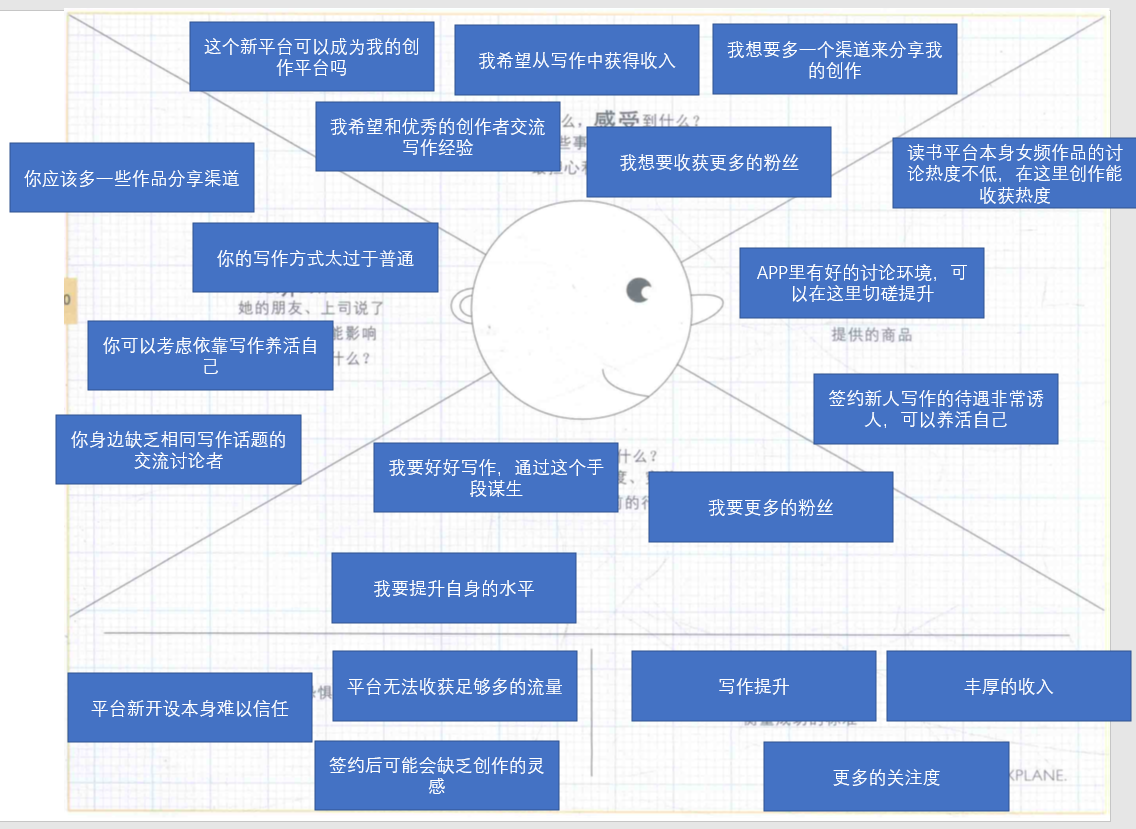 这个新平台可以成为我的创
作平台吗
我希望从写作中获得收入
我想要多一个渠道来分享我
的创作
我希望和优秀的创作者交流
写作经验
么，感受到什么？
些事
我想要收获更多的粉丝
读书平台本身女频作品的讨
论热度不低，在这里创作能
收获热度
你应该多一些作品分享渠道
你的写作方式太过于普通
她的朋友、上司说了
能影响
什么？
APP里有好的讨论环境，可
以在这里切磋提升
提供的商品
你可以考虑依靠写作养活自
己
签约新人写作的待遇非常诱
人，可以养活自己
你身边缺乏相同写作话题的
交流讨论者
我要好好写作，通过这个手
段谋生
什么？
度、
前的行
我要更多的粉丝
我要提升自身的水平
平台新开设本身难以信任
惧
平台无法收获足够多的流量
签约后可能会缺乏创作的灵
感
写作提升
丰厚的收入
更多的关注度
XPLANE.